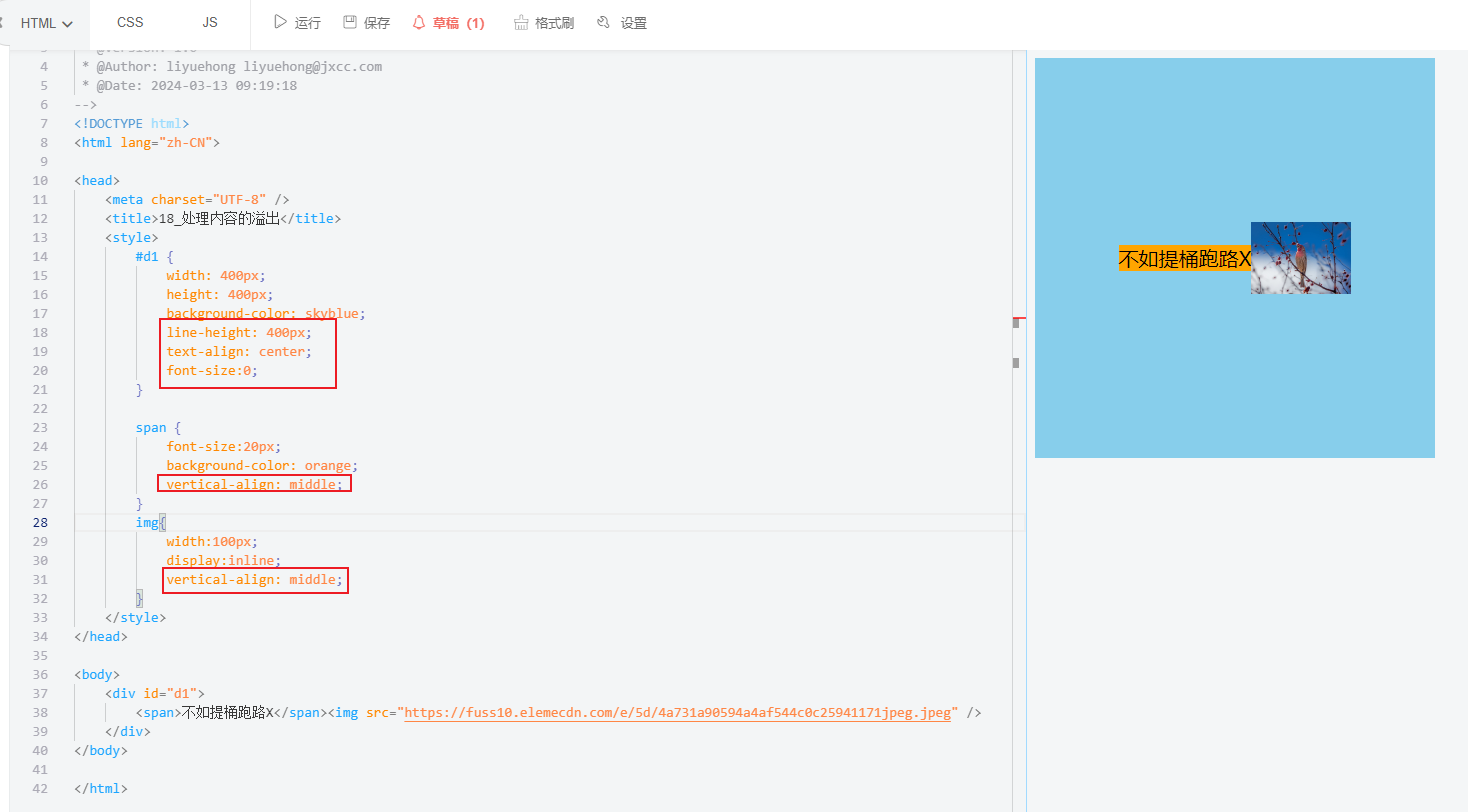 HTML CSS JS 运行 保存 草稿 (1) 格式刷 设置
4 * @Author: liyuehong liyuehong@jxcc.com
5 * @Date: 2024-03-13 09:19:18
6 -->
7 <!DOCTYPE html>
8 <html lang="zh-CN">
9
10 <head>
11 <meta charset="UTF-8" />
12 <title>18_处理内容的溢出</title>
13 <style>
14 #d1 {
15 width: 400px;
16 height: 400px;
17 background-color: skyblue;
18 line-height: 400px;
19 text-align: center;
20 font-size:0;
21 }
22
23 span {
24 font-size:20px;
25 background-color: orange;
26 vertical-align: middle;
27 }
28 img{
29 width:100px;
30 display:inline;
31 vertical-align: middle;
32 }
33 </style>
34 </head>
35
36 <body>
37 <div id="d1">
38 <span>不如提桶跑路X</span><img src="https://fuss10.elemecdn.com/e/5d/4a731a90594a4af544c0c25941171jpeg.jpeg" />
39 </div>
40 </body>
41
42 </html>
不如提桶跑路X